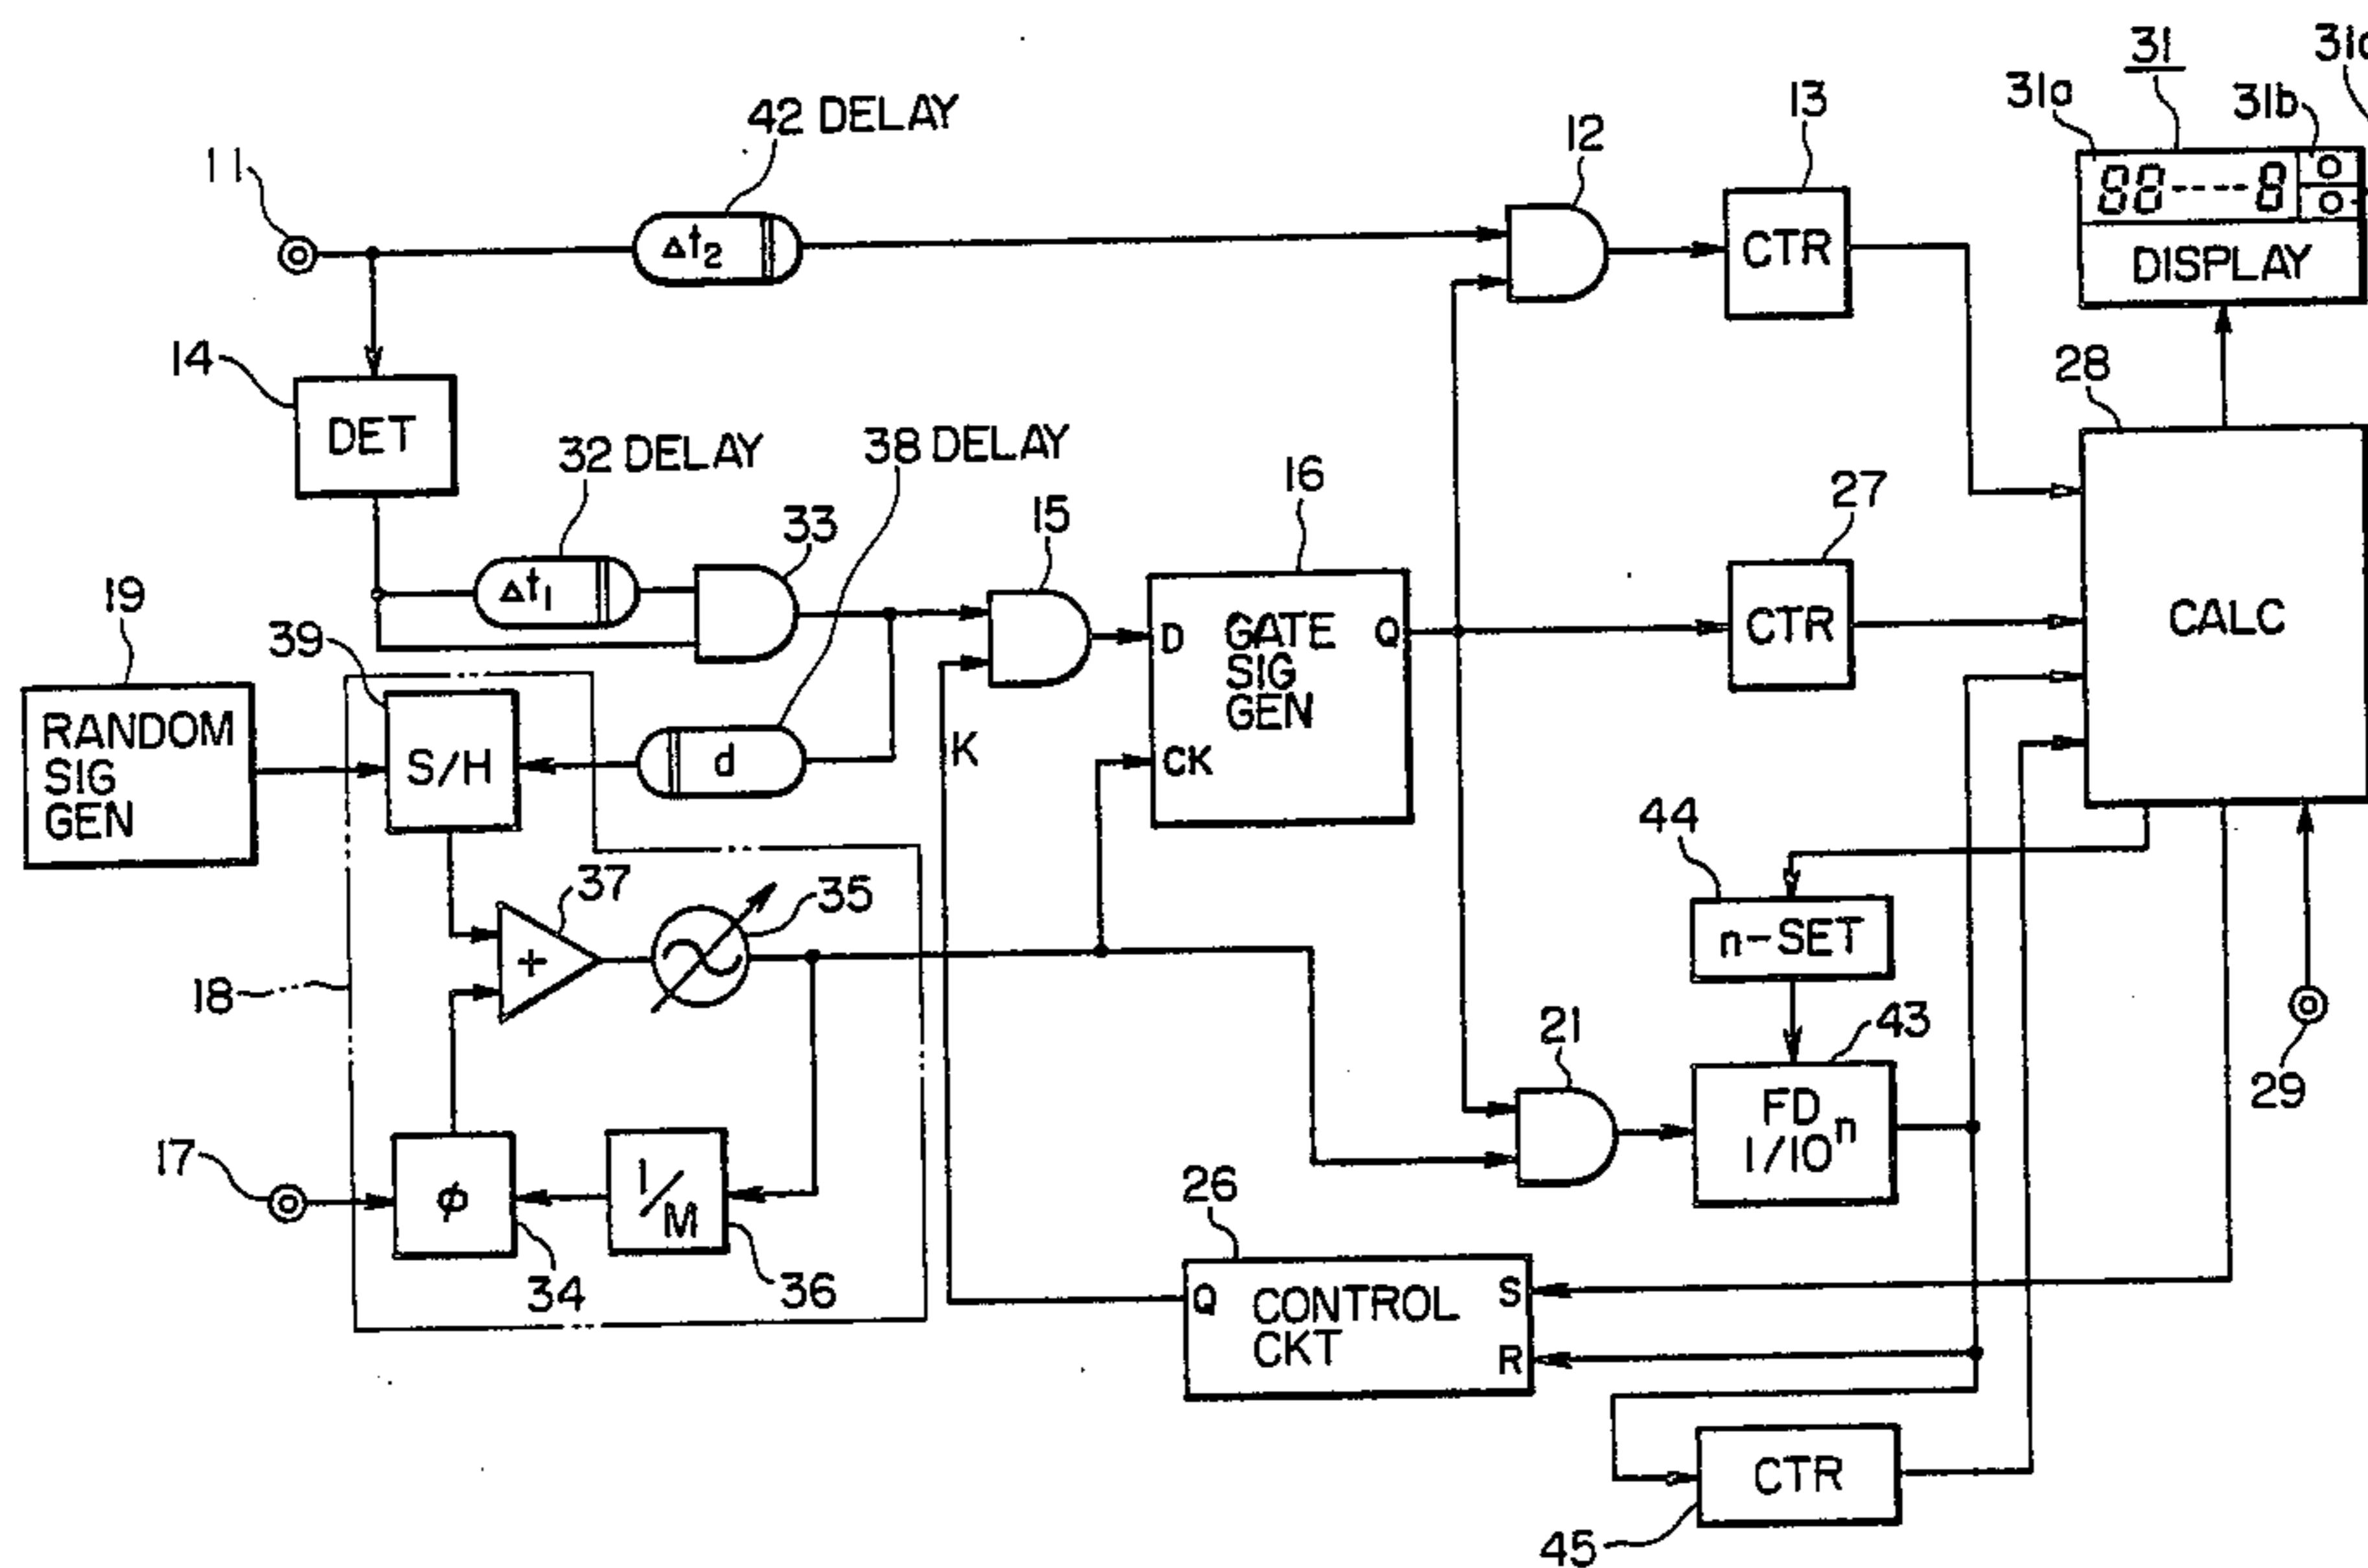 31
31a
31b
42 DELAY
13
12
11
Δt₂
CTR
88----8
DISPLAY
14
DET
28
32 DELAY
38 DELAY
16
27
33
15
19
Δt₁
39
D
GATE
SIG
GEN
Q
CTR
CALC
RANDOM
SIG
GEN
S/H
d
K
CK
44
37
35
n-SET
18
+
21
43
29
17
φ
1/M
FD
1/10ⁿ
26
34
36
Q
CONTROL
CKT
S
R
CTR
45